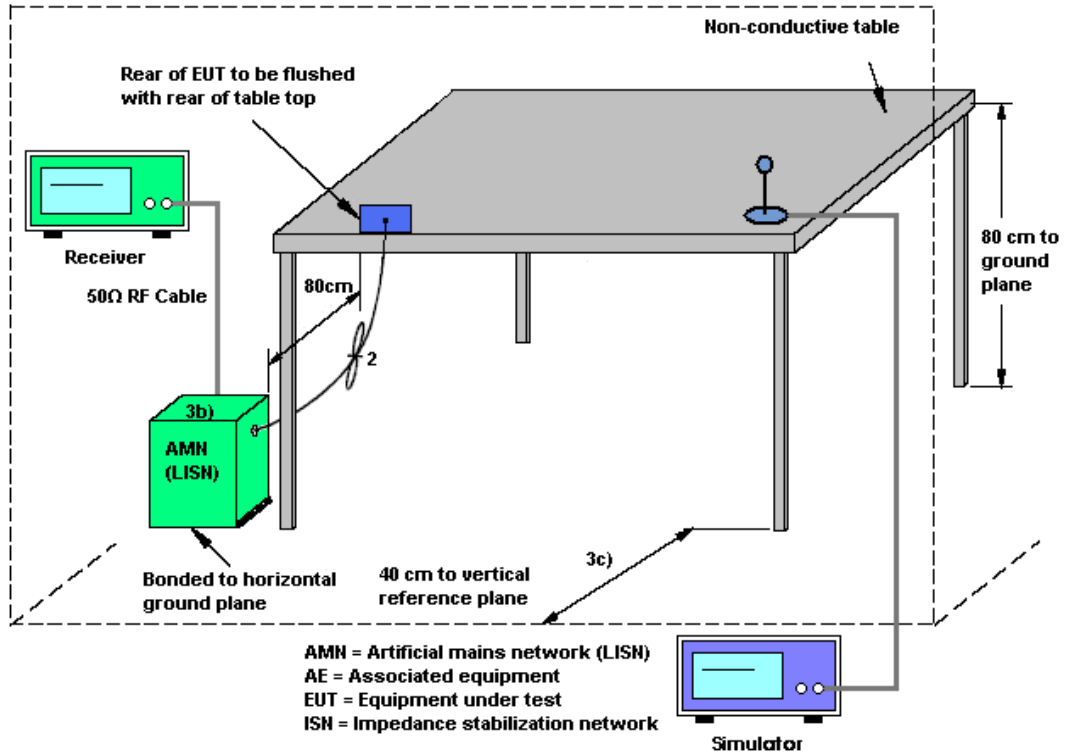 Non-conductive table
Rear of EUT to be flushed
with rear of table top
Receiver
50Ω RF Cable
80cm
2
80 cm to
ground
plane
3b)
AMN
(LISN)
3c)
Bonded to horizontal
ground plane
40 cm to vertical
reference plane
AMN = Artificial mains network (LISN)
AE = Associated equipment
EUT = Equipment under test
ISN = Impedance stabilization network
Simulator